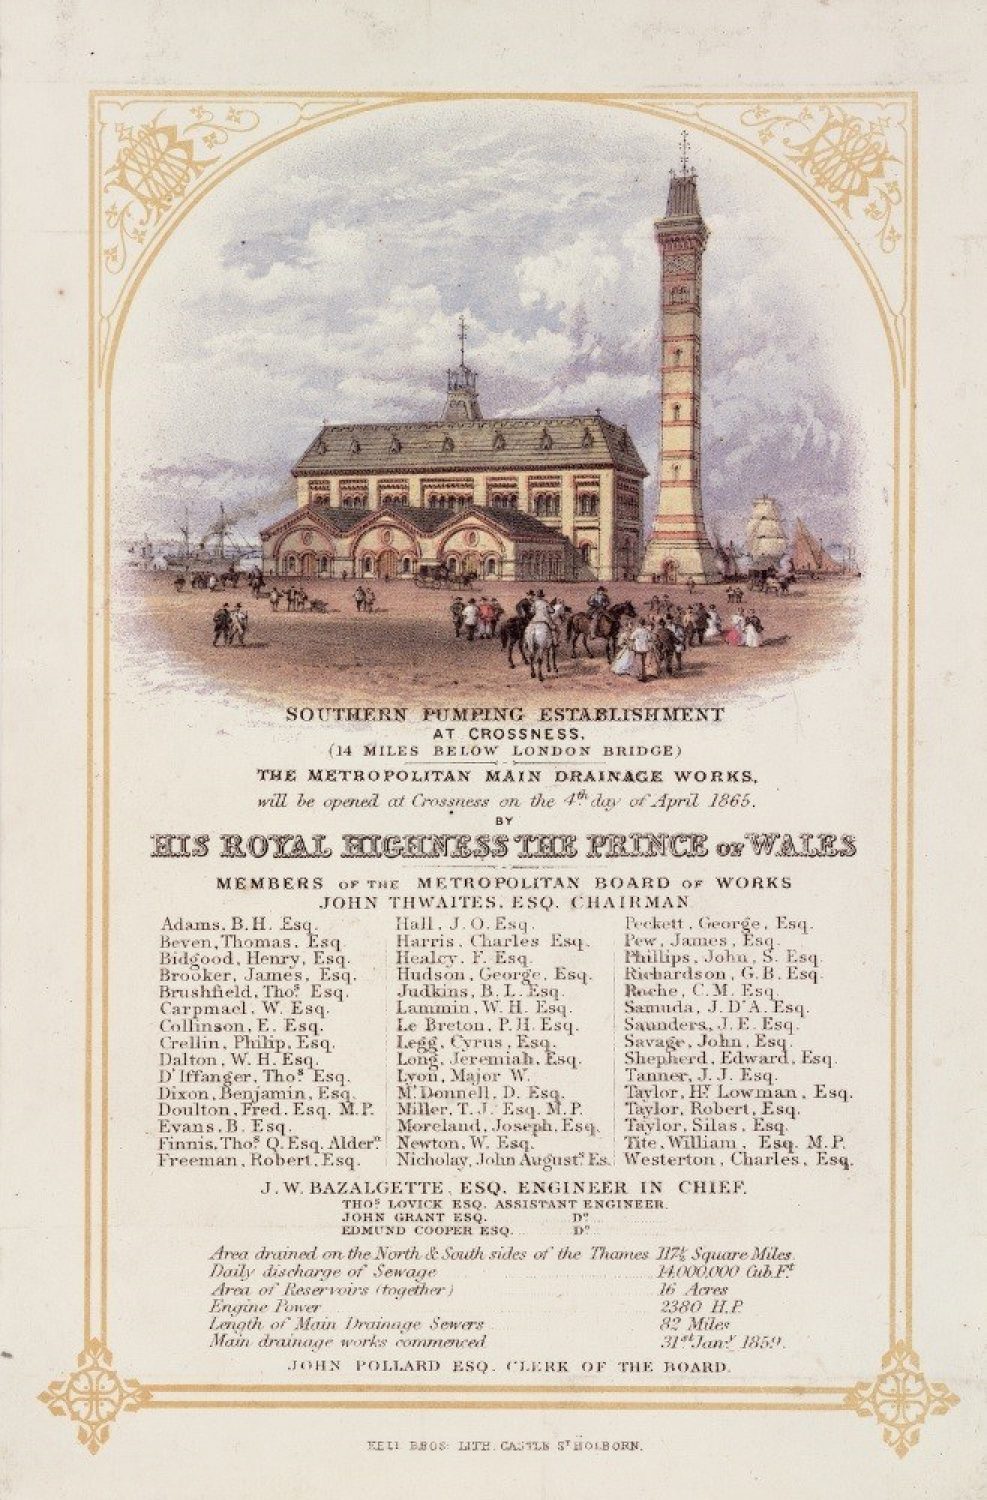 SOUTHERN PUMPING ESTABLISHMENT
AT CROSSNESS.
(14 MILES BELOW LONDON BRIDGE)
THE METROPOLITAN MAIN DRAINAGE WORKS,
will be opened at Crossness on the 4th day of April 1865.
BY
HIS ROYAL HIGHNESS THE PRINCE OF WALES
MEMBERS OF THE METROPOLITAN BOARD OF WORKS
JOHN THWAITES, ESQ. CHAIRMAN
Adams, B.H. Esq.
Beven, Thomas, Esq
Bidgood, Henry, Esq.
Brooker, James, Esq.
Brushfield, Thos. Esq.
Carpmael, W. Esq.
Collinson, E. Esq.
Crellin, Philip, Esq.
Dalton, W. H. Esq.
D'Iffanger, Thos. Esq.
Dixon, Benjamin, Esq.
Doulton, Fred. Esq. M.P.
Evans, B. Esq.
Finnis, Thos. Q. Esq. Aldern.
Freeman, Robert, Esq.
Hall, J. O. Esq.
Harris, Charles Esq.
Healey, F. Esq.
Hudson, George, Esq.
Judkins, B. L. Esq.
Lammin, W. H. Esq.
Le Breton, P. H. Esq.
Legg, Cyrus, Esq.
Long, Jeremiah, Esq.
Lyon, Major W.
Mc.Donnell, D. Esq.
Miller, T. J. Esq. M.P.
Moreland, Joseph, Esq.
Newton, W. Esq.
Nicholay, John Augusts. Es.
Peckett, George, Esq.
Pew, James, Esq.
Phillips, John, S. Esq.
Richardson, G.B. Esq.
Roche, C.M. Esq.
Samuda, J. D'A. Esq.
Saunders, J. E. Esq.
Savage, John, Esq.
Shepherd, Edward, Esq.
Tanner, J. J. Esq.
Taylor, Hy. Lowman, Esq.
Taylor, Robert, Esq.
Taylor, Silas, Esq.
Tite, William, Esq. M.P.
Westerton, Charles, Esq.
J. W. BAZALGETTE, ESQ. ENGINEER IN CHIEF.
THOS. LOVICK ESQ. ASSISTANT ENGINEER.
JOHN GRANT ESQ. Do.
EDMUND COOPER ESQ. Do.
Area drained on the North & South sides of the Thames 117½ Square Miles.
Daily discharge of Sewage 14,000,000 Cub. Ft.
Area of Reservoirs (together) 16 Acres
Engine Power 2380 H.P.
Length of Main Drainage Sewers 82 Miles
Main drainage works commenced 31st Jany. 1859.
JOHN POLLARD ESQ. CLERK OF THE BOARD.
KELL BROS. LITH. CASTLE ST. HOLBORN.